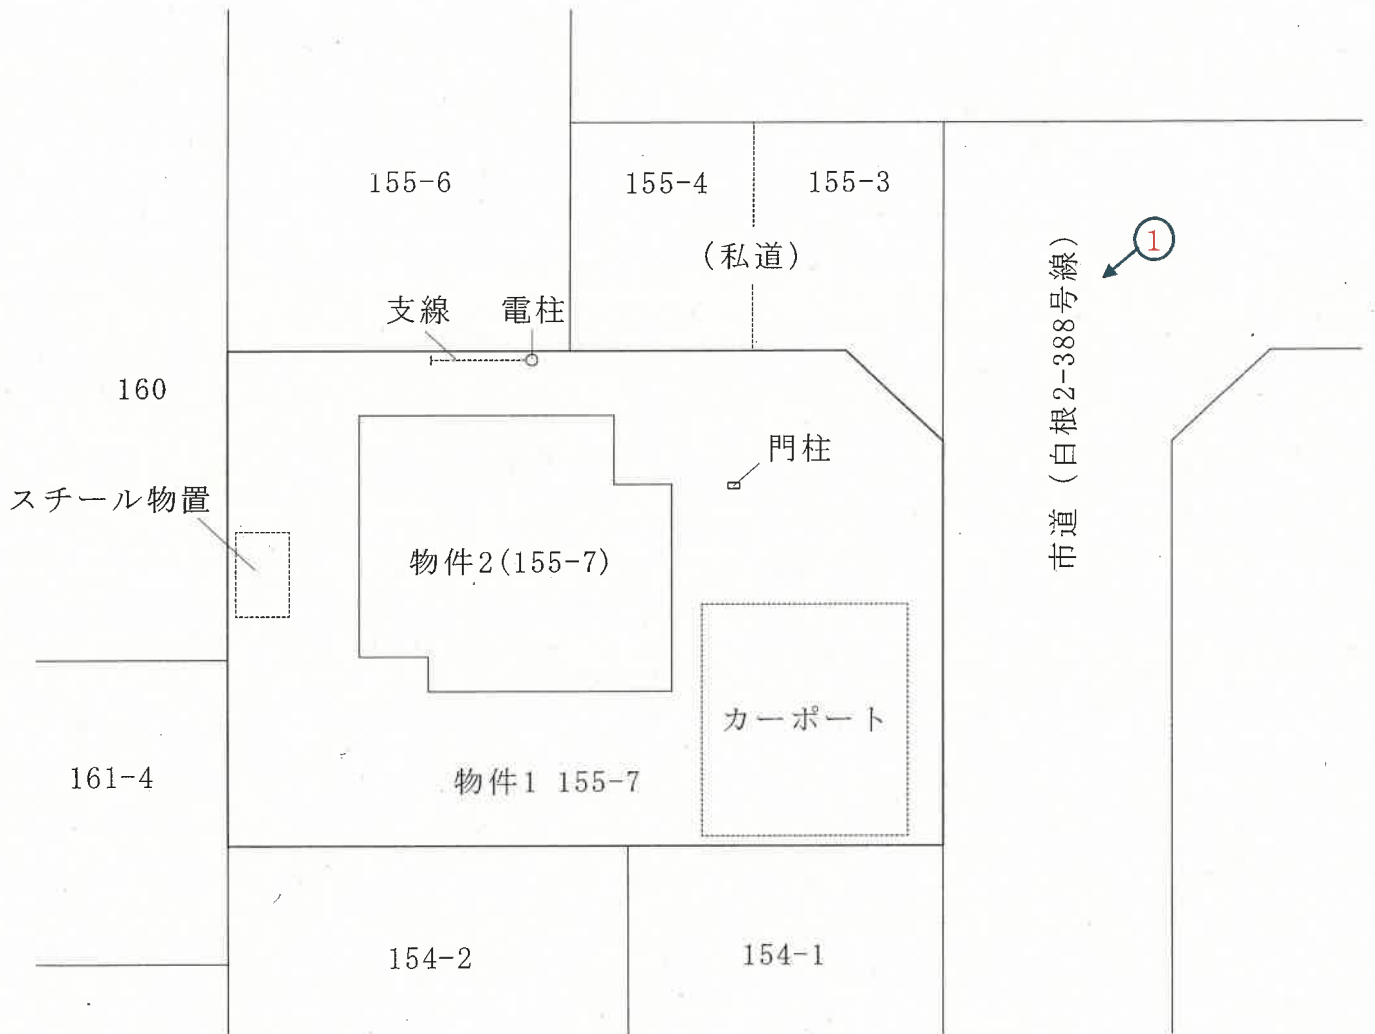 155-6
155-4
155-3
①
(私道)
市道 (白根2-388号線)
支線
電柱
160
門柱
スチール物置
物件2(155-7)
カーポート
161-4
物件1 155-7
154-2
154-1